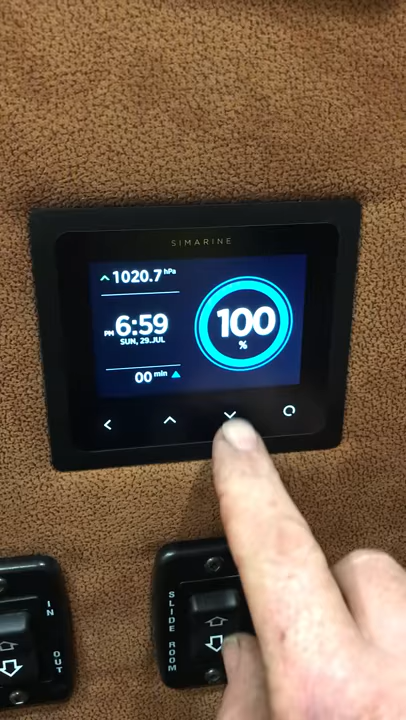 SIMARINE
1020.7 hPa
PM 6:59
SUN, 29.JUL
00 min
100
%
IN
OUT
SLIDE ROOM